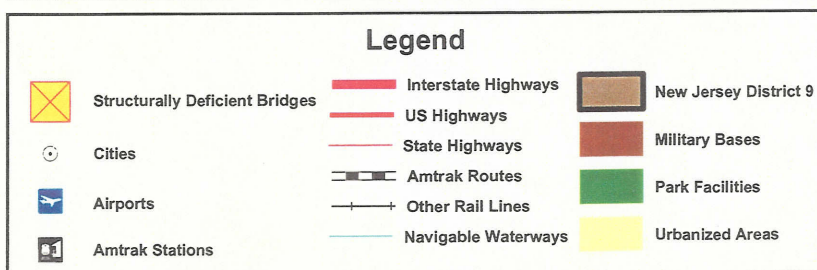 Legend
Structurally Deficient Bridges
Cities
Airports
Amtrak Stations
Interstate Highways
US Highways
State Highways
Amtrak Routes
Other Rail Lines
Navigable Waterways
New Jersey District 9
Military Bases
Park Facilities
Urbanized Areas